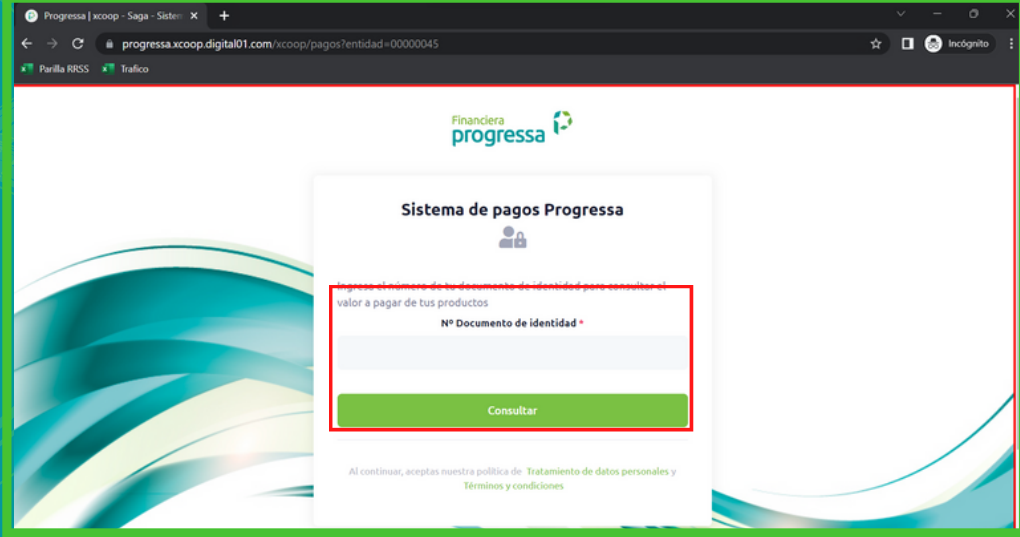 Progressa | xcoop - Saga - Sistem
progressa.xcoop.digital01.com/xcoop/pagos?entidad=00000045
Incógnito
Parilla RRSS Trafico
Financiera
progressa
Sistema de pagos Progressa
Ingrese el número de tu documento de identidad para consultar el
valor a pagar de tus productos
Nº Documento de identidad *
Consultar
Al continuar, aceptas nuestra política de Tratamiento de datos personales y
Términos y condiciones